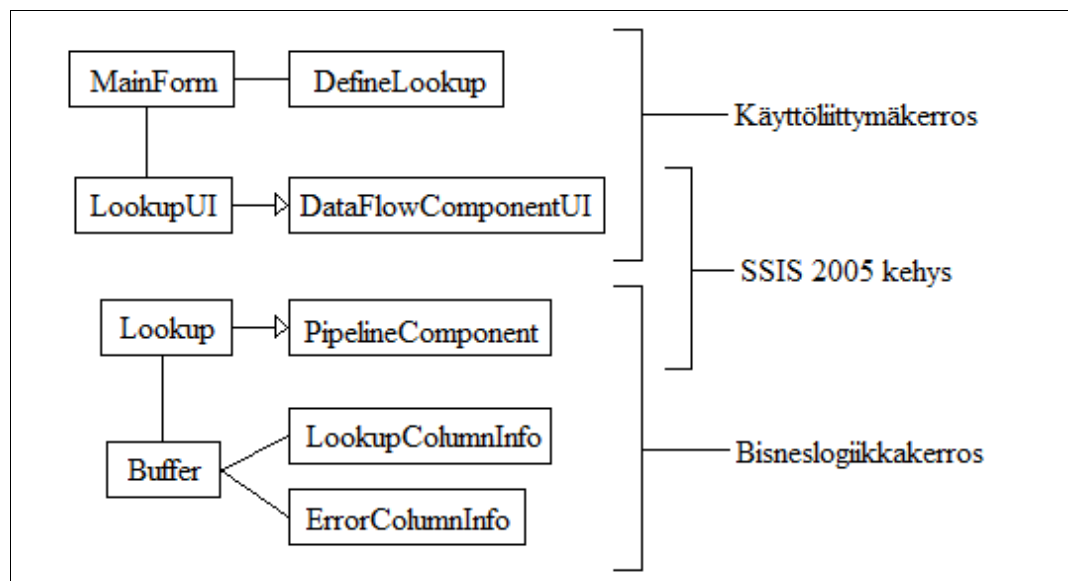 MainForm
DefineLookup
Käyttöliittymäkerros
LookupUI
DataFlowComponentUI
SSIS 2005 kehys
Lookup
PipelineComponent
LookupColumnInfo
Buffer
Bisneslogiikkakerros
ErrorColumnInfo